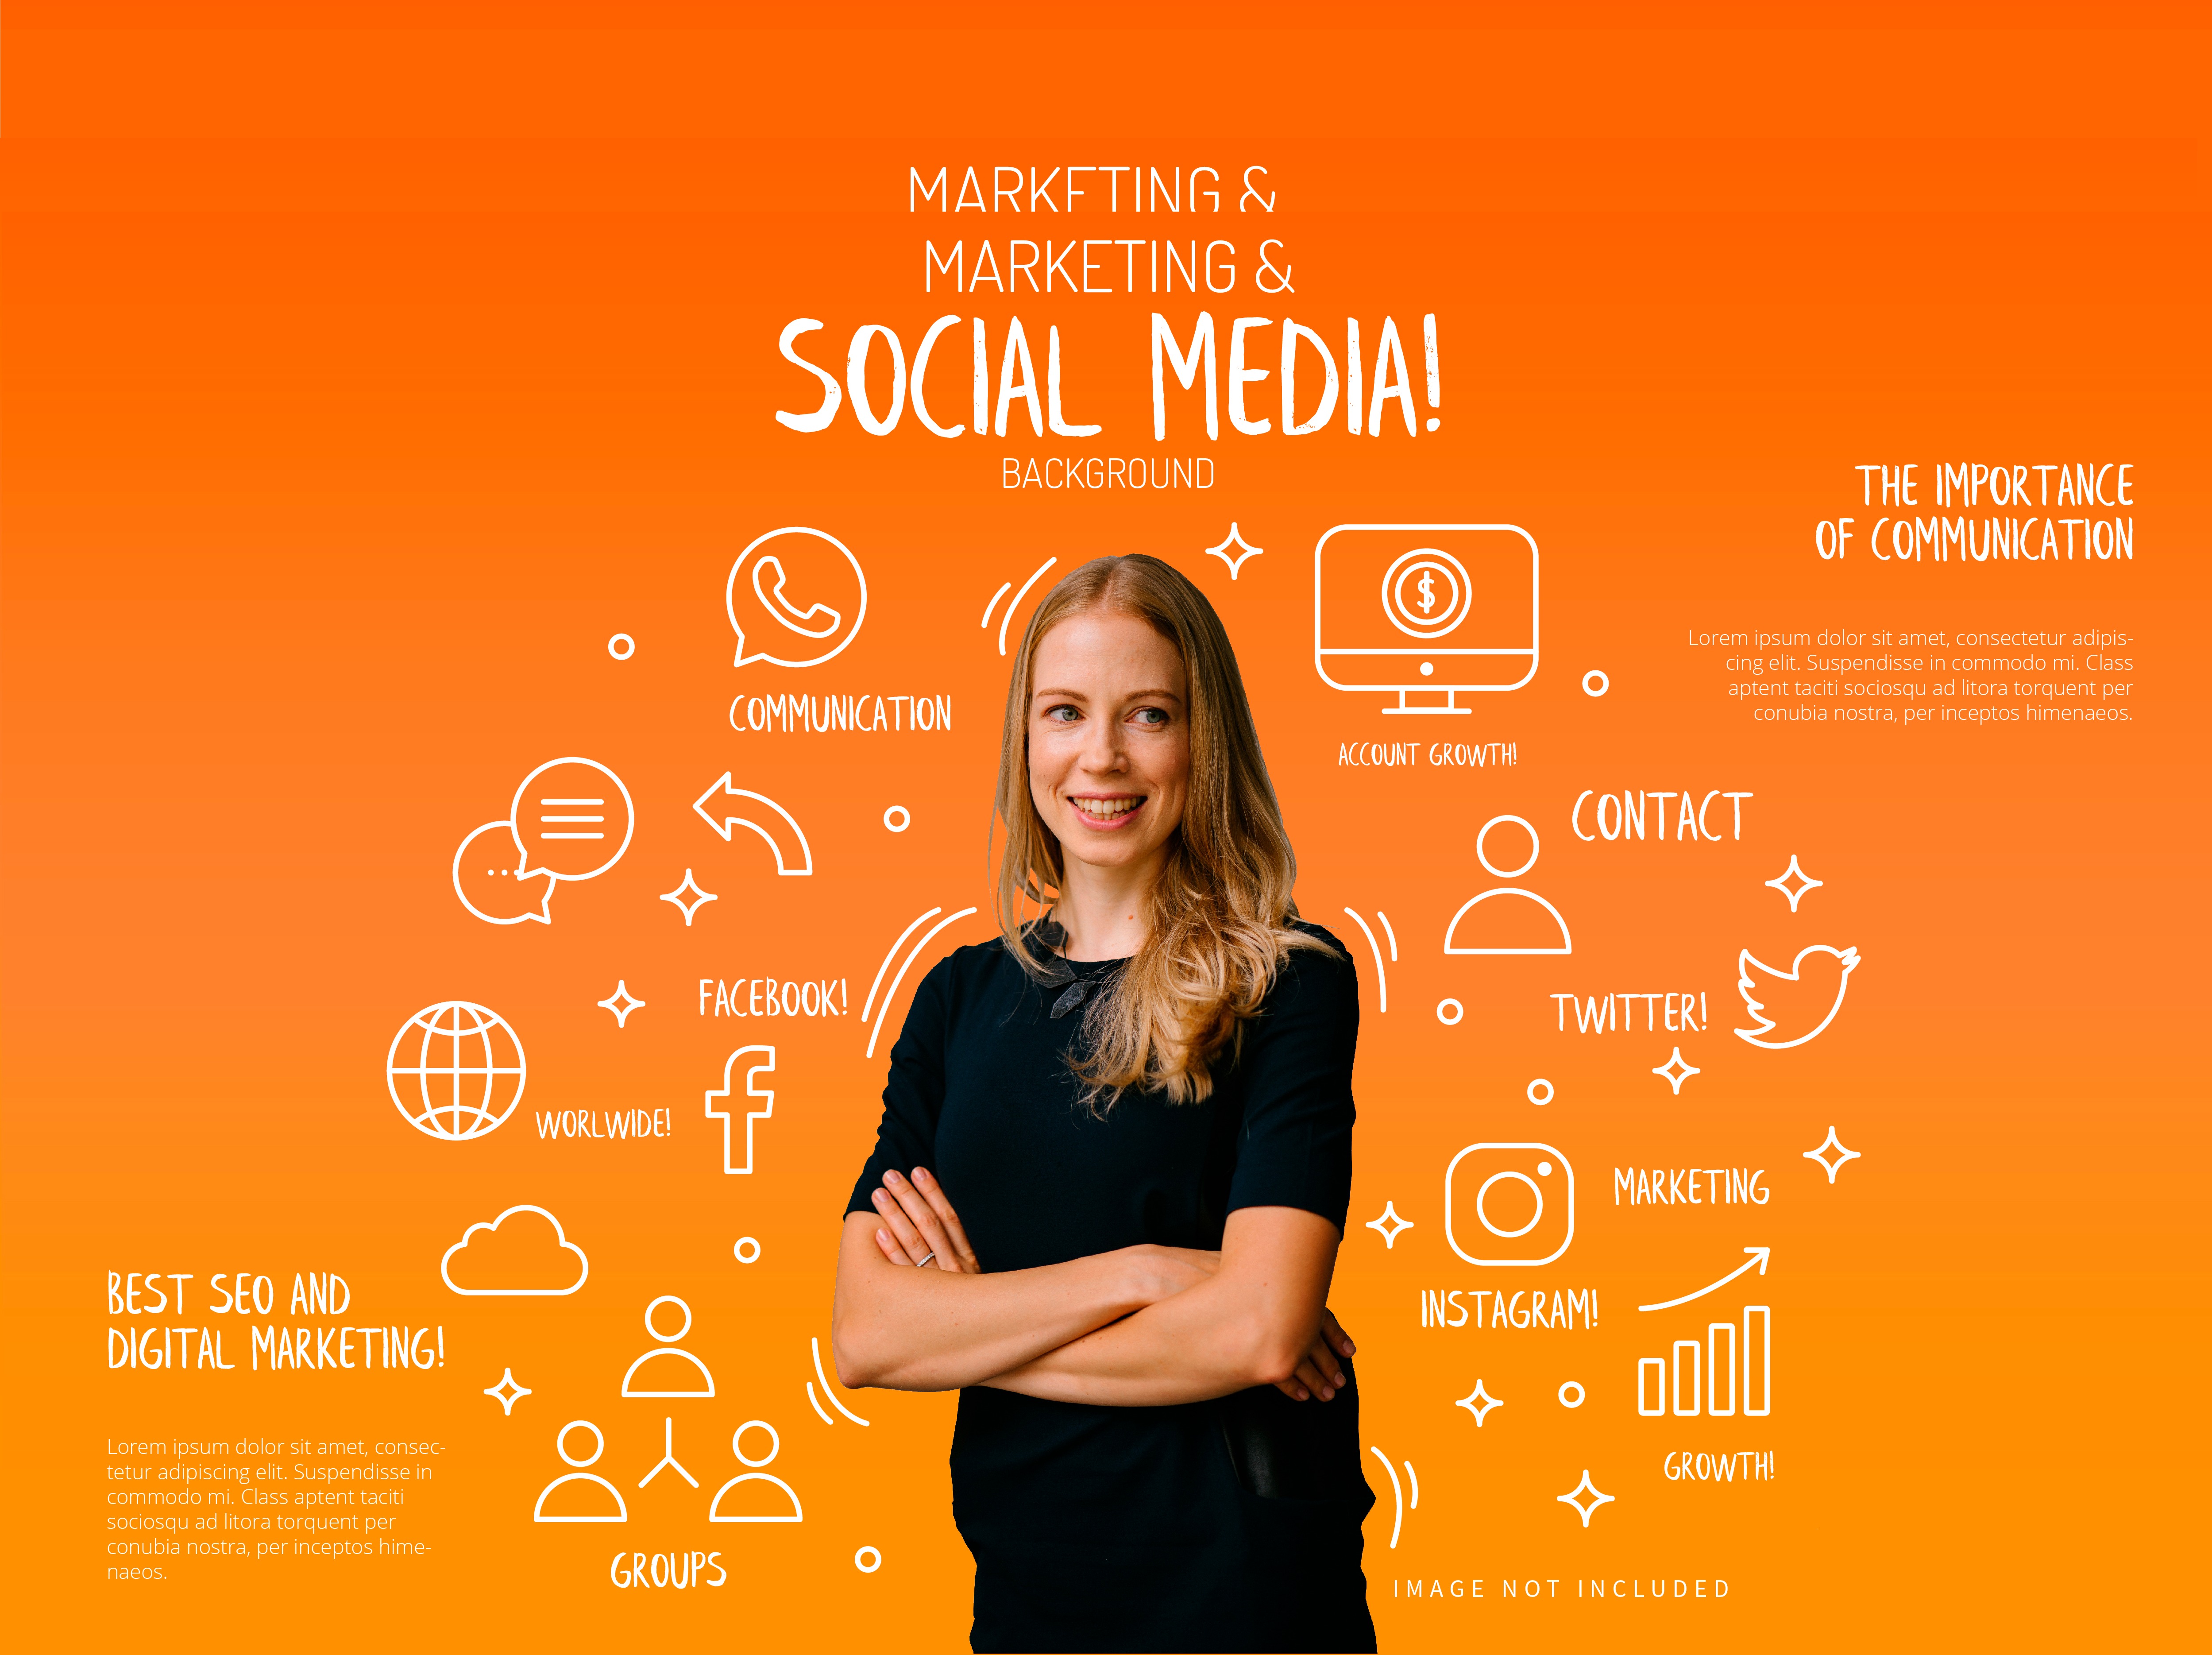 MARKETING &
MARKETING &
SOCIAL MEDIA!
BACKGROUND
THE IMPORTANCE
OF COMMUNICATION
Lorem ipsum dolor sit amet, consectetur adipis-
cing elit. Suspendisse in commodo mi. Class
aptent taciti sociosqu ad litora torquent per
conubia nostra, per inceptos himenaeos.
COMMUNICATION
$
ACCOUNT GROWTH!
CONTACT
FACEBOOK!
TWITTER!
WORLWIDE!
MARKETING
INSTAGRAM!
BEST SEO AND
DIGITAL MARKETING!
Lorem ipsum dolor sit amet, consec-
tetur adipiscing elit. Suspendisse in
commodo mi. Class aptent taciti
sociosqu ad litora torquent per
conubia nostra, per inceptos hime-
naeos.
GROWTH!
GROUPS
IMAGE NOT INCLUDED